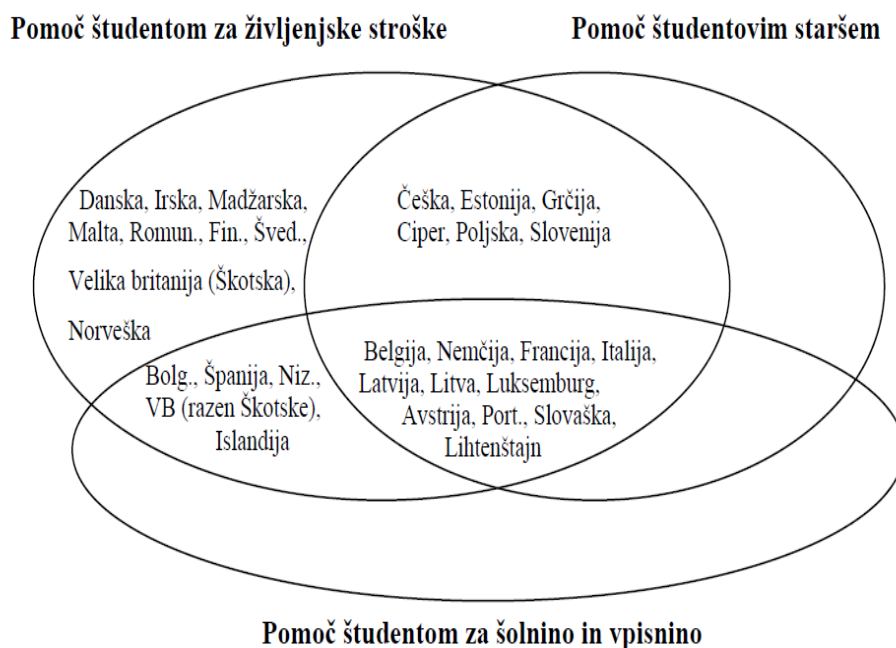 Pomoč študentom za življenjske stroške
Pomoč študentovim staršem
Danska, Irska, Madžarska,
Malta, Romun., Fin., Šved.,
Velika britanija (Škotska),
Norveška
Češka, Estonija, Grčija,
Ciper, Poljska, Slovenija
Bolg., Španija, Niz.,
VB (razen Škotske),
Islandija
Belgija, Nemčija, Francija, Italija,
Latvija, Litva, Luksemburg,
Avstrija, Port., Slovaška,
Lihtenštajn
Pomoč študentom za šolnino in vpisnino